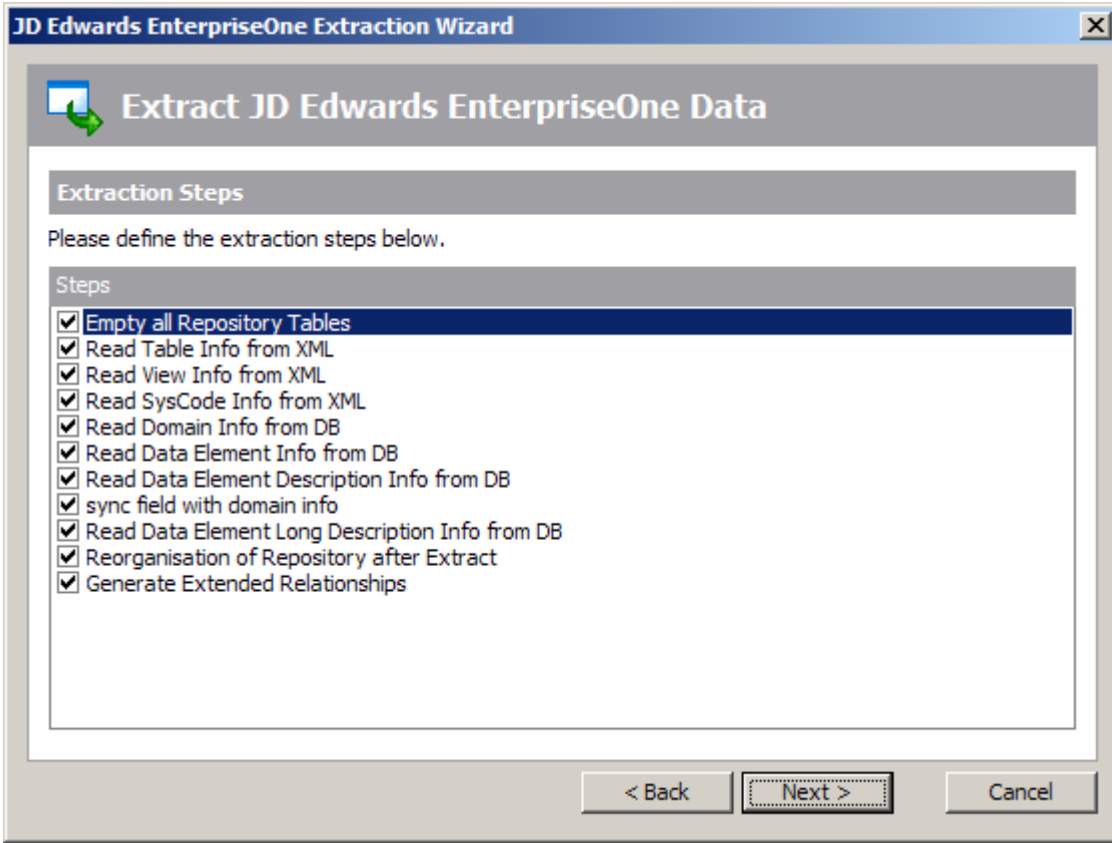 JD Edwards EnterpriseOne Extraction Wizard
Extract JD Edwards EnterpriseOne Data
Extraction Steps
Please define the extraction steps below.
Steps
Empty all Repository Tables
Read Table Info from XML
Read View Info from XML
Read SysCode Info from XML
Read Domain Info from DB
Read Data Element Info from DB
Read Data Element Description Info from DB
sync field with domain info
Read Data Element Long Description Info from DB
Reorganisation of Repository after Extract
Generate Extended Relationships
< Back Next > Cancel